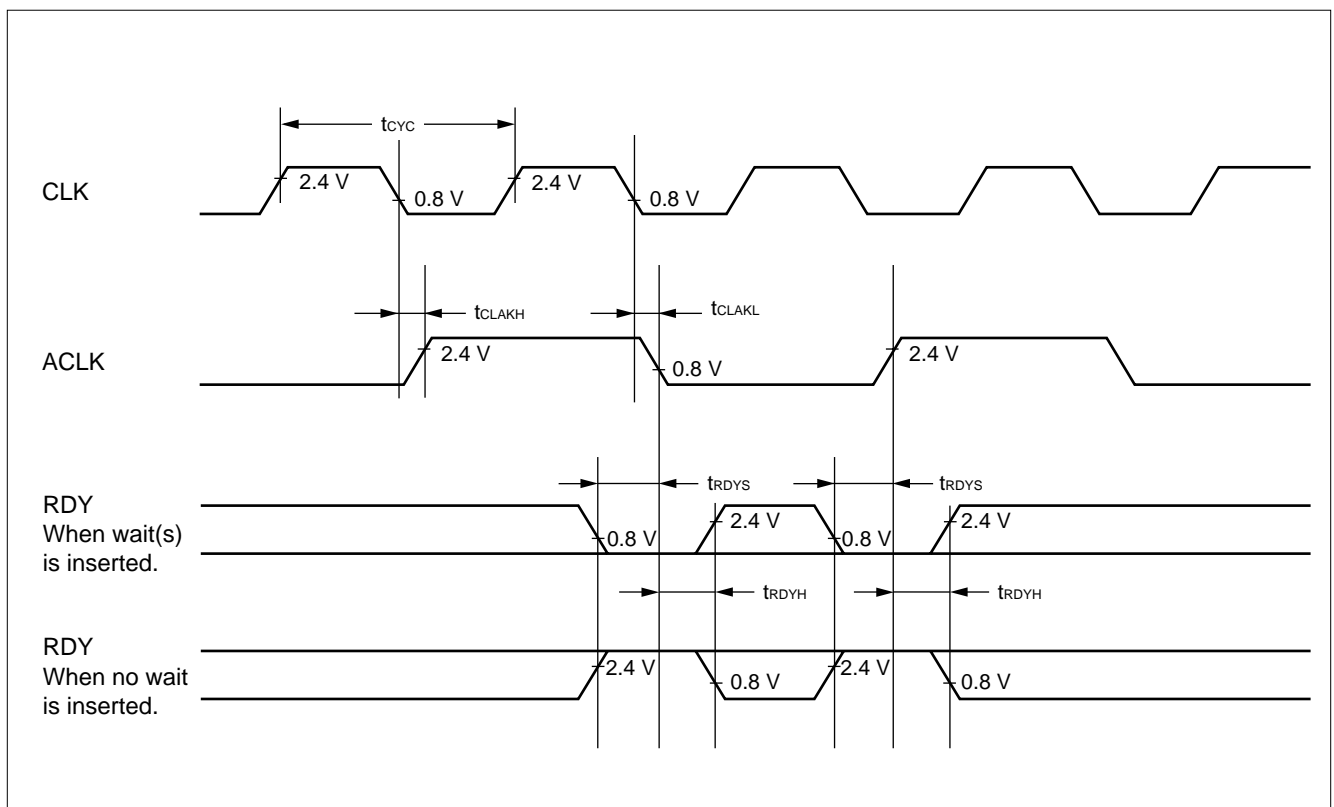 tCYC
CLK
2.4 V
0.8 V
2.4 V
0.8 V
tCLAKH
tCLAKL
ACLK
2.4 V
0.8 V
2.4 V
tRDYS
tRDYS
RDY
When wait(s)
is inserted.
0.8 V
2.4 V
0.8 V
2.4 V
tRDYH
tRDYH
RDY
When no wait
is inserted.
2.4 V
0.8 V
2.4 V
0.8 V